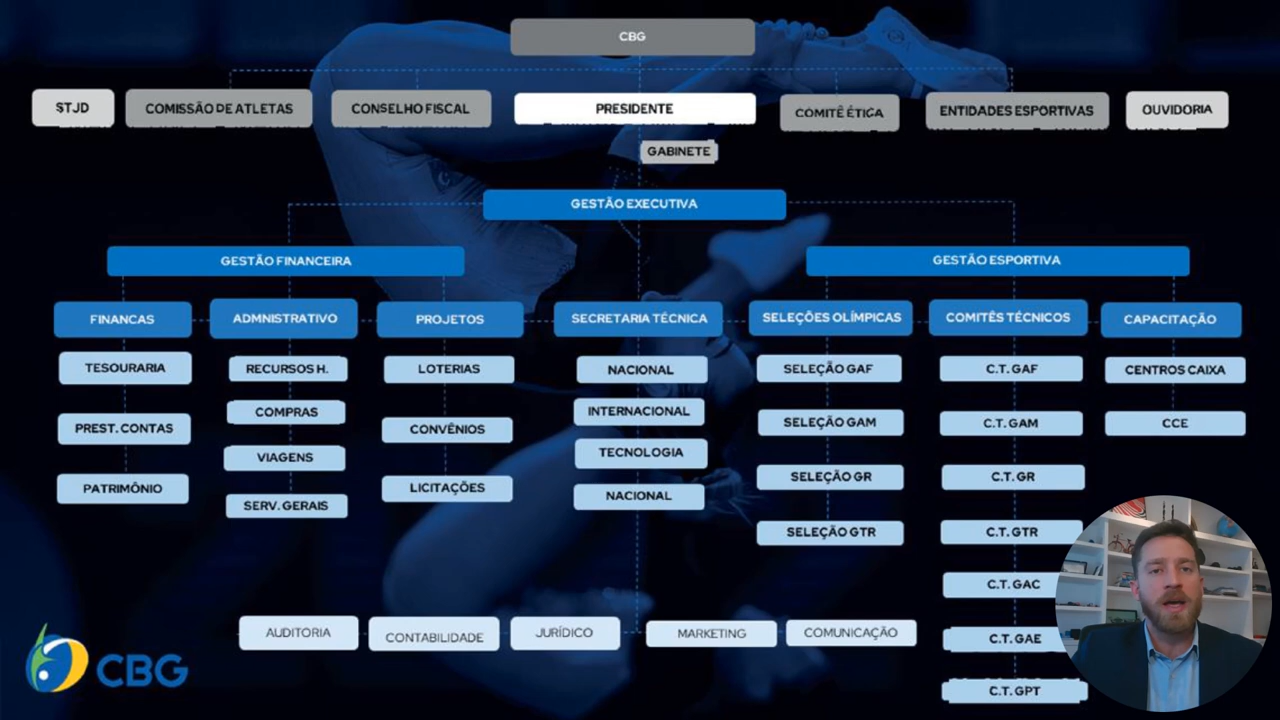 CBG
STJD
COMISSÃO DE ATLETAS
CONSELHO FISCAL
PRESIDENTE
COMITÊ ÉTICA
ENTIDADES ESPORTIVAS
OUVIDORIA
GABINETE
GESTÃO EXECUTIVA
GESTÃO FINANCEIRA
GESTÃO ESPORTIVA
FINANCAS
ADMNISTRATIVO
PROJETOS
SECRETARIA TÉCNICA
SELEÇÕES OLÍMPICAS
COMITÊS TÉCNICOS
CAPACITAÇÃO
TESOURARIA
RECURSOS H.
LOTERIAS
NACIONAL
SELEÇÃO GAF
C.T. GAF
CENTROS CAIXA
PREST. CONTAS
COMPRAS
CONVÊNIOS
INTERNACIONAL
SELEÇÃO GAM
C.T. GAM
CCE
VIAGENS
TECNOLOGIA
PATRIMÔNIO
SERV. GERAIS
LICITAÇÕES
NACIONAL
SELEÇÃO GR
C.T. GR
SELEÇÃO GTR
C.T. GTR
C.T. GAC
AUDITORIA
CONTABILIDADE
JURÍDICO
MARKETING
COMUNICAÇÃO
C.T. GAE
C.T. GPT
CBG